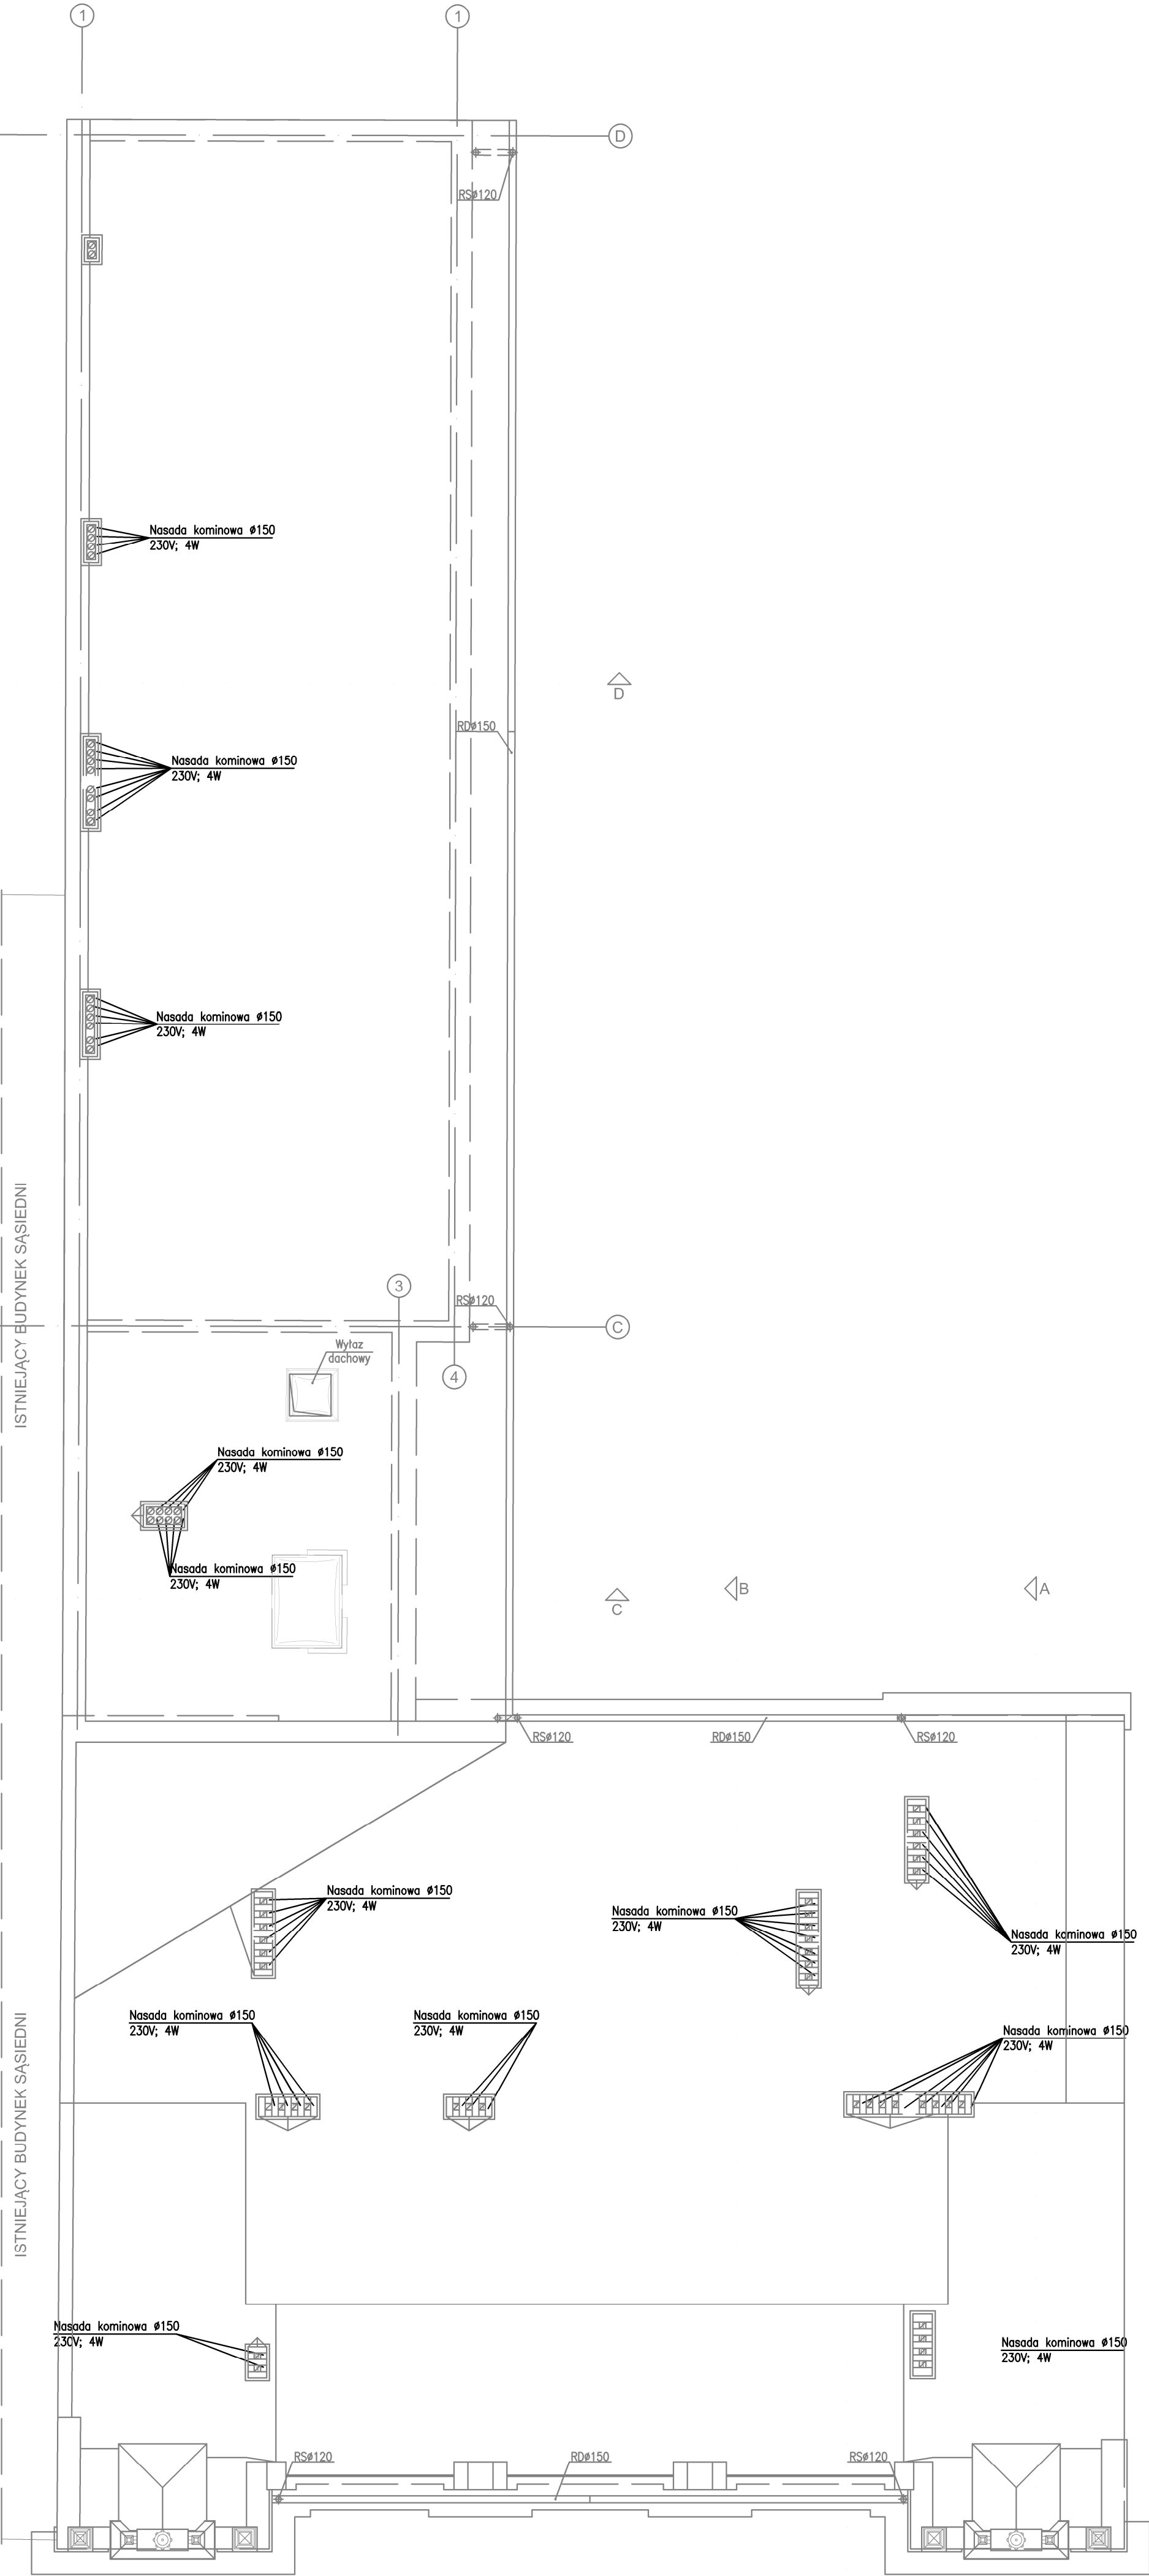 1
1
D
RSø120
Nasada kominowa ø150
230V; 4W
D
RDø150
Nasada kominowa ø150
230V; 4W
Nasada kominowa ø150
230V; 4W
ISTNIEJĄCY BUDYNEK SĄSIEDNI
3
RSø120
C
Wyłaz
dachowy
4
Nasada kominowa ø150
230V; 4W
Nasada kominowa ø150
230V; 4W
C
B
A
RSø120
RDø150
RSø120
Nasada kominowa ø150
230V; 4W
Nasada kominowa ø150
230V; 4W
Nasada kominowa ø150
230V; 4W
ISTNIEJĄCY BUDYNEK SĄSIEDNI
Nasada kominowa ø150
230V; 4W
Nasada kominowa ø150
230V; 4W
Nasada kominowa ø150
230V; 4W
Nasada kominowa ø150
230V; 4W
Nasada kominowa ø150
230V; 4W
RSø120
RDø150
RSø120